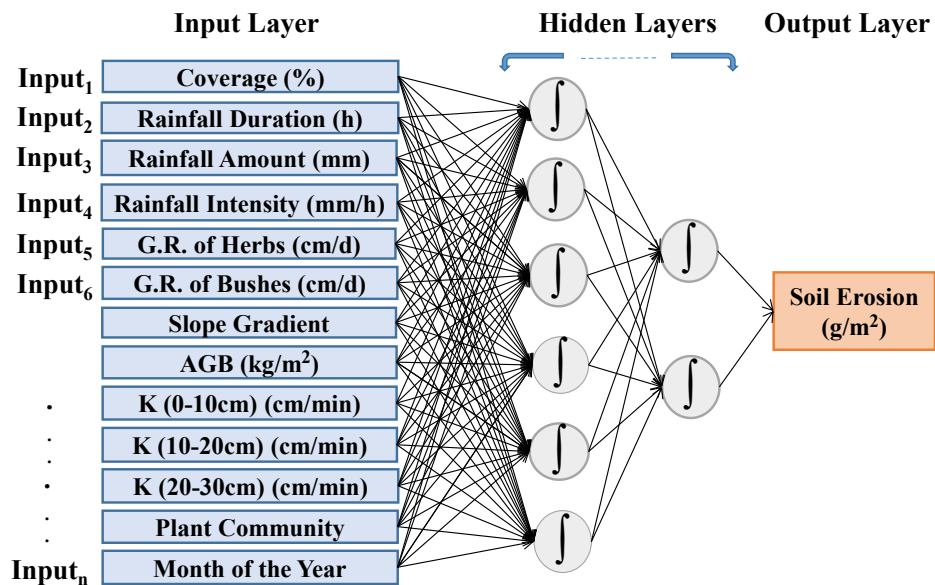 Input Layer
Hidden Layers
Output Layer
Input₁
Coverage (%)
Input₂
Rainfall Duration (h)
Input₃
Rainfall Amount (mm)
Input₄
Rainfall Intensity (mm/h)
Input₅
G.R. of Herbs (cm/d)
Input₆
G.R. of Bushes (cm/d)
Slope Gradient
AGB (kg/m²)
K (0-10cm) (cm/min)
K (10-20cm) (cm/min)
K (20-30cm) (cm/min)
Plant Community
Inputₙ
Month of the Year
∫
∫
∫
∫
∫
∫
∫
∫
Soil Erosion
(g/m²)